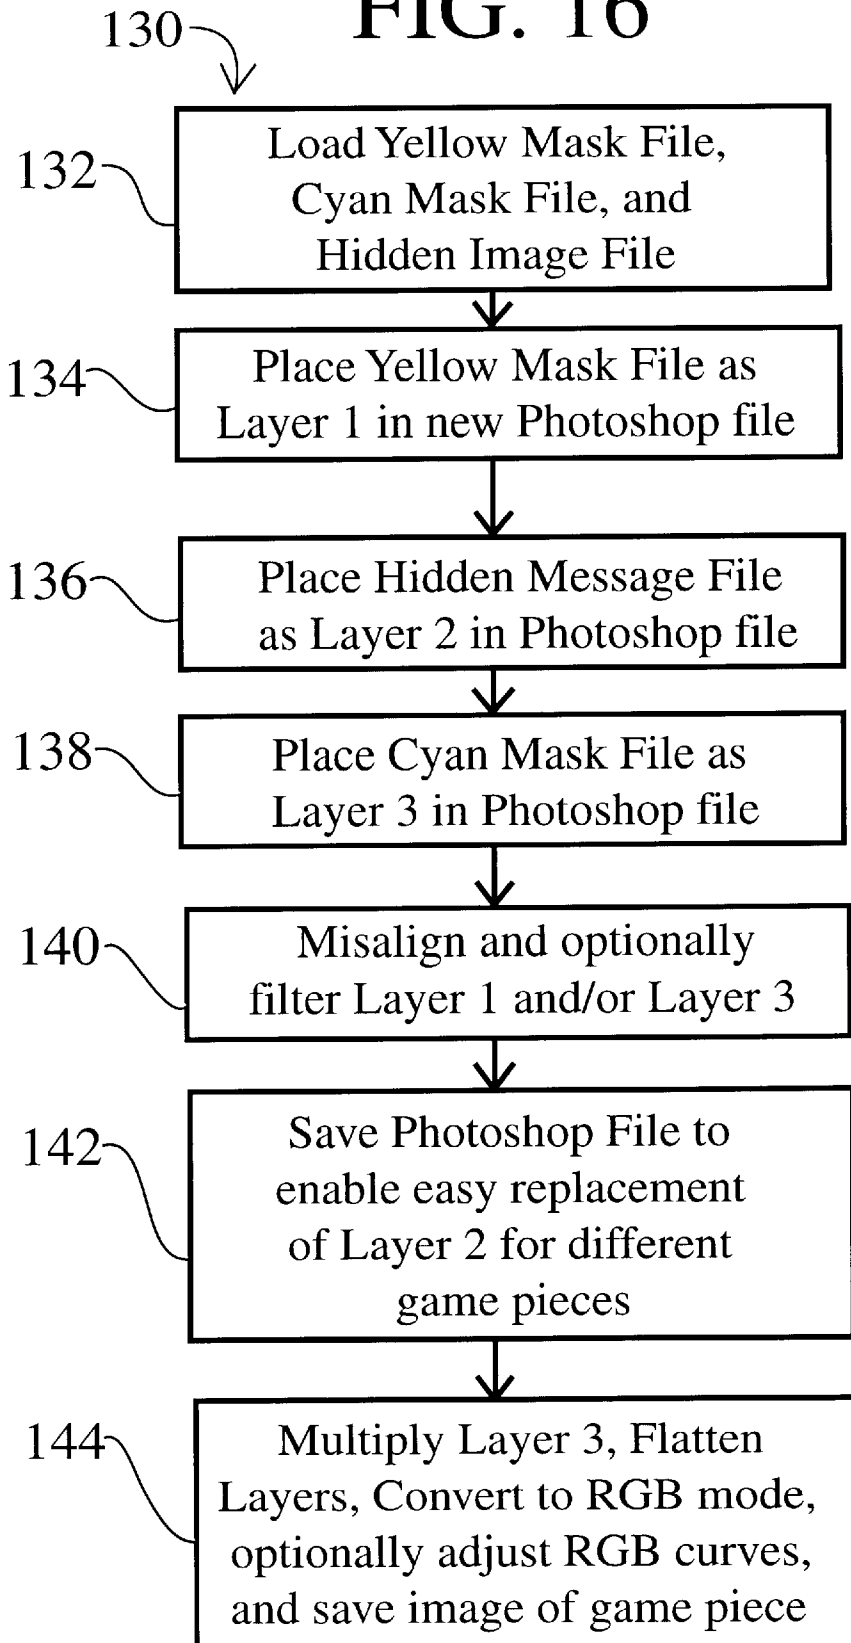 FIG. 16
130
132
Load Yellow Mask File,
Cyan Mask File, and
Hidden Image File
134
Place Yellow Mask File as
Layer 1 in new Photoshop file
136
Place Hidden Message File
as Layer 2 in Photoshop file
138
Place Cyan Mask File as
Layer 3 in Photoshop file
140
Misalign and optionally
filter Layer 1 and/or Layer 3
142
Save Photoshop File to
enable easy replacement
of Layer 2 for different
game pieces
144
Multiply Layer 3, Flatten
Layers, Convert to RGB mode,
optionally adjust RGB curves,
and save image of game piece